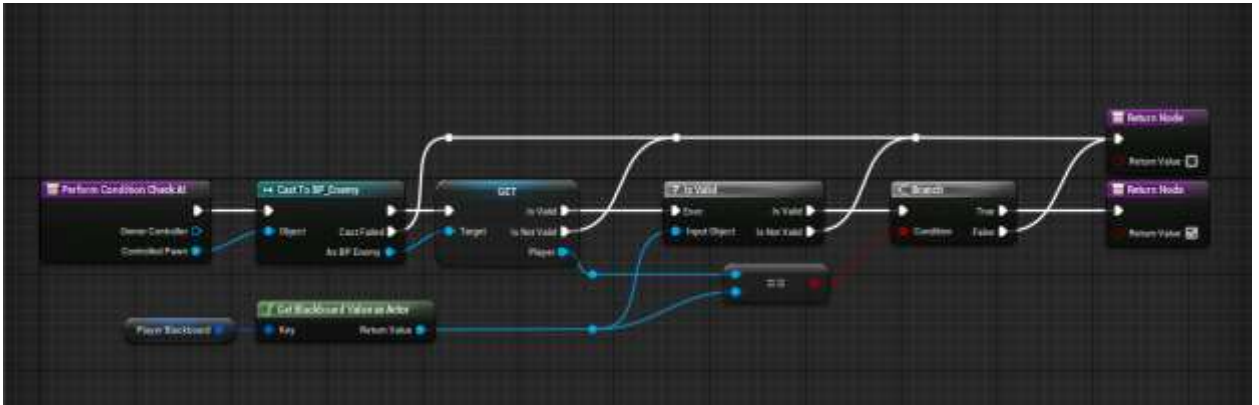 Return Node
Return Value
Perform Condition Check AI
Owner Controller
Controlled Pawn
Cast To BP_Enemy
Object
Cast Failed
As BP Enemy
GET
Target
Is Valid
Is Not Valid
Player
? Is Valid
Exec
Input Object
Is Valid
Is Not Valid
Branch
Condition
True
False
Return Node
Return Value
==
Player Blackboard
f Get Blackboard Value as Actor
Key
Return Value